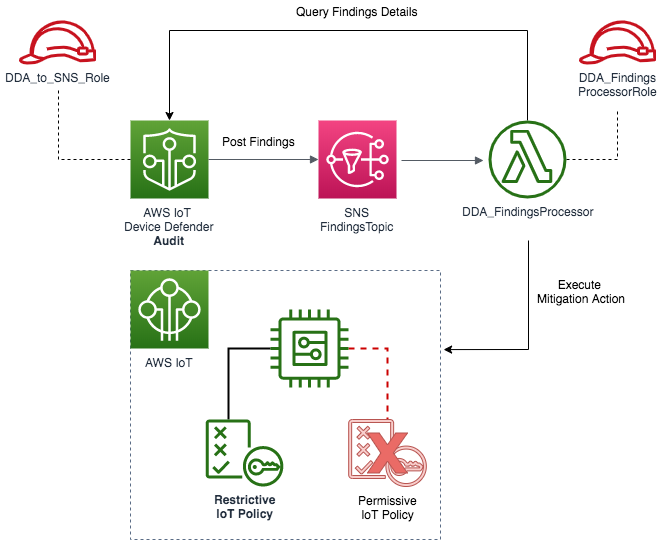 Query Findings Details
DDA_to_SNS_Role
DDA_Findings
ProcessorRole
Post Findings
AWS IoT
Device Defender
Audit
SNS
FindingsTopic
DDA_FindingsProcessor
Execute
Mitigation Action
AWS IoT
Restrictive
IoT Policy
Permissive
IoT Policy